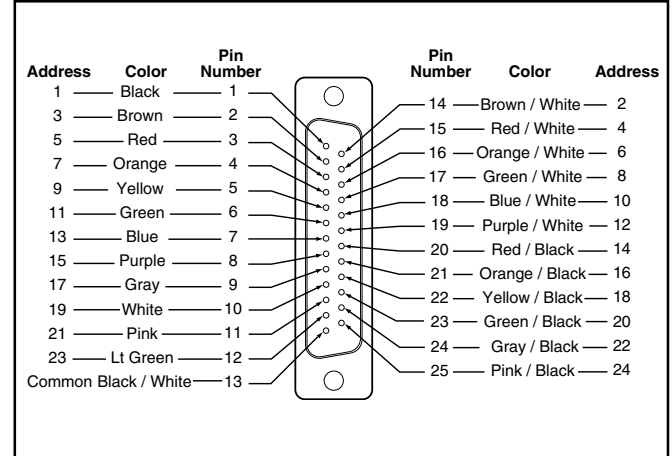 Address Color Pin Number
1 Black 1
3 Brown 2
5 Red 3
7 Orange 4
9 Yellow 5
11 Green 6
13 Blue 7
15 Purple 8
17 Gray 9
19 White 10
21 Pink 11
23 Lt Green 12
Common Black / White 13
Pin Number Color Address
14 Brown / White 2
15 Red / White 4
16 Orange / White 6
17 Green / White 8
18 Blue / White 10
19 Purple / White 12
20 Red / Black 14
21 Orange / Black 16
22 Yellow / Black 18
23 Green / Black 20
24 Gray / Black 22
25 Pink / Black 24